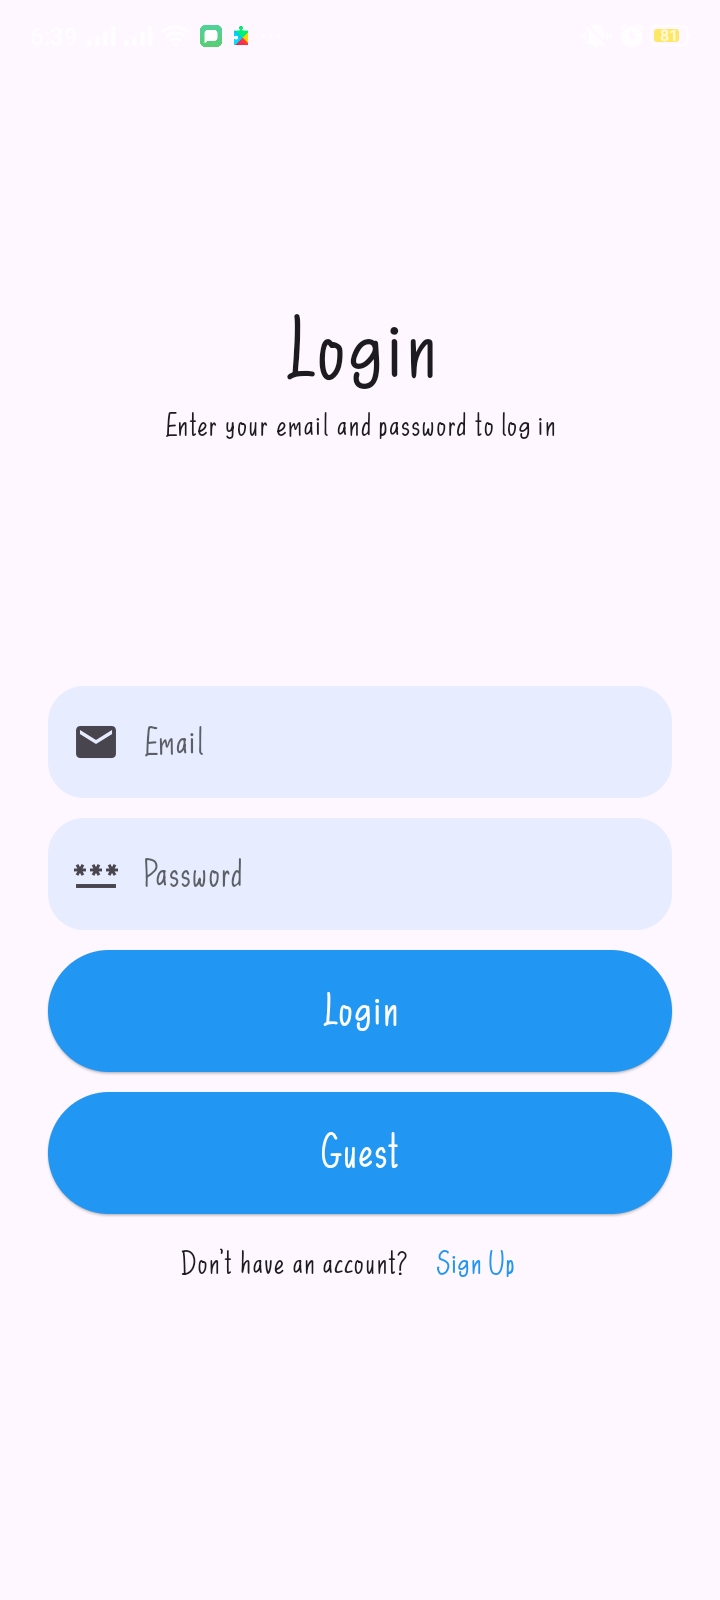 6:39
81
Login
Enter your email and password to log in
Email
*** Password
Login
Guest
Don't have an account? Sign Up